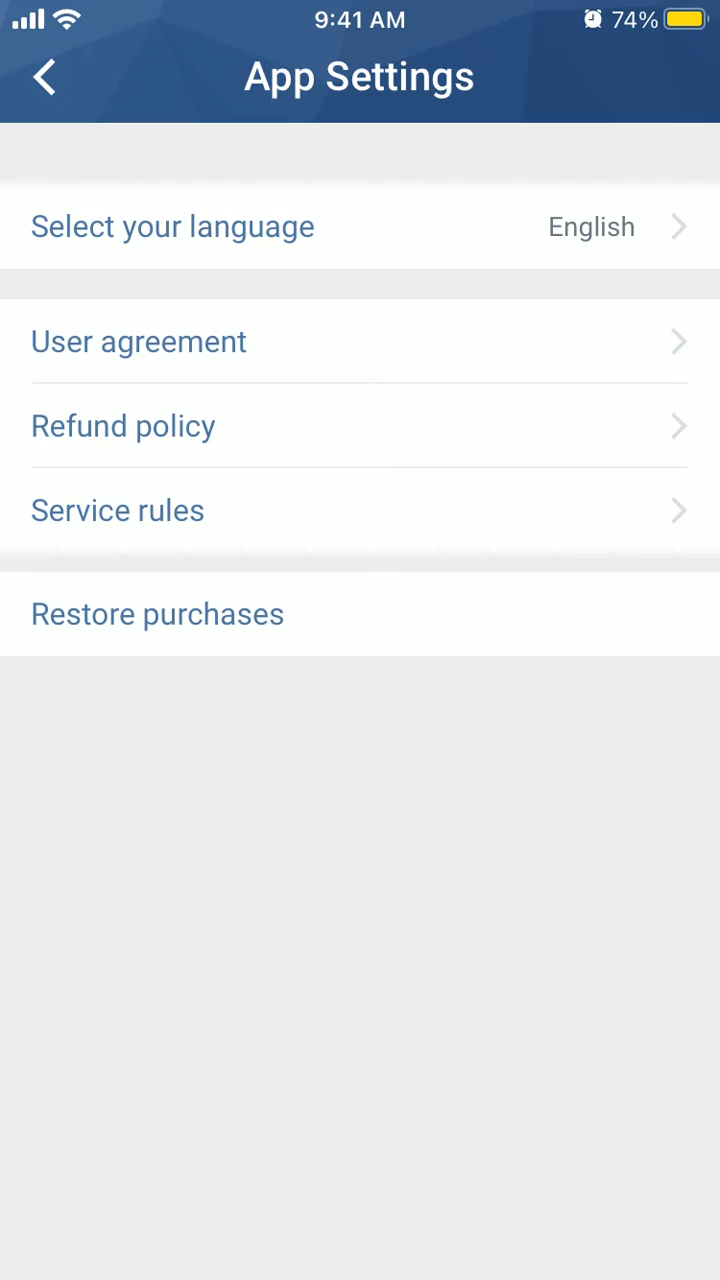 9:41 AM
74%
App Settings
Select your language
English
User agreement
Refund policy
Service rules
Restore purchases